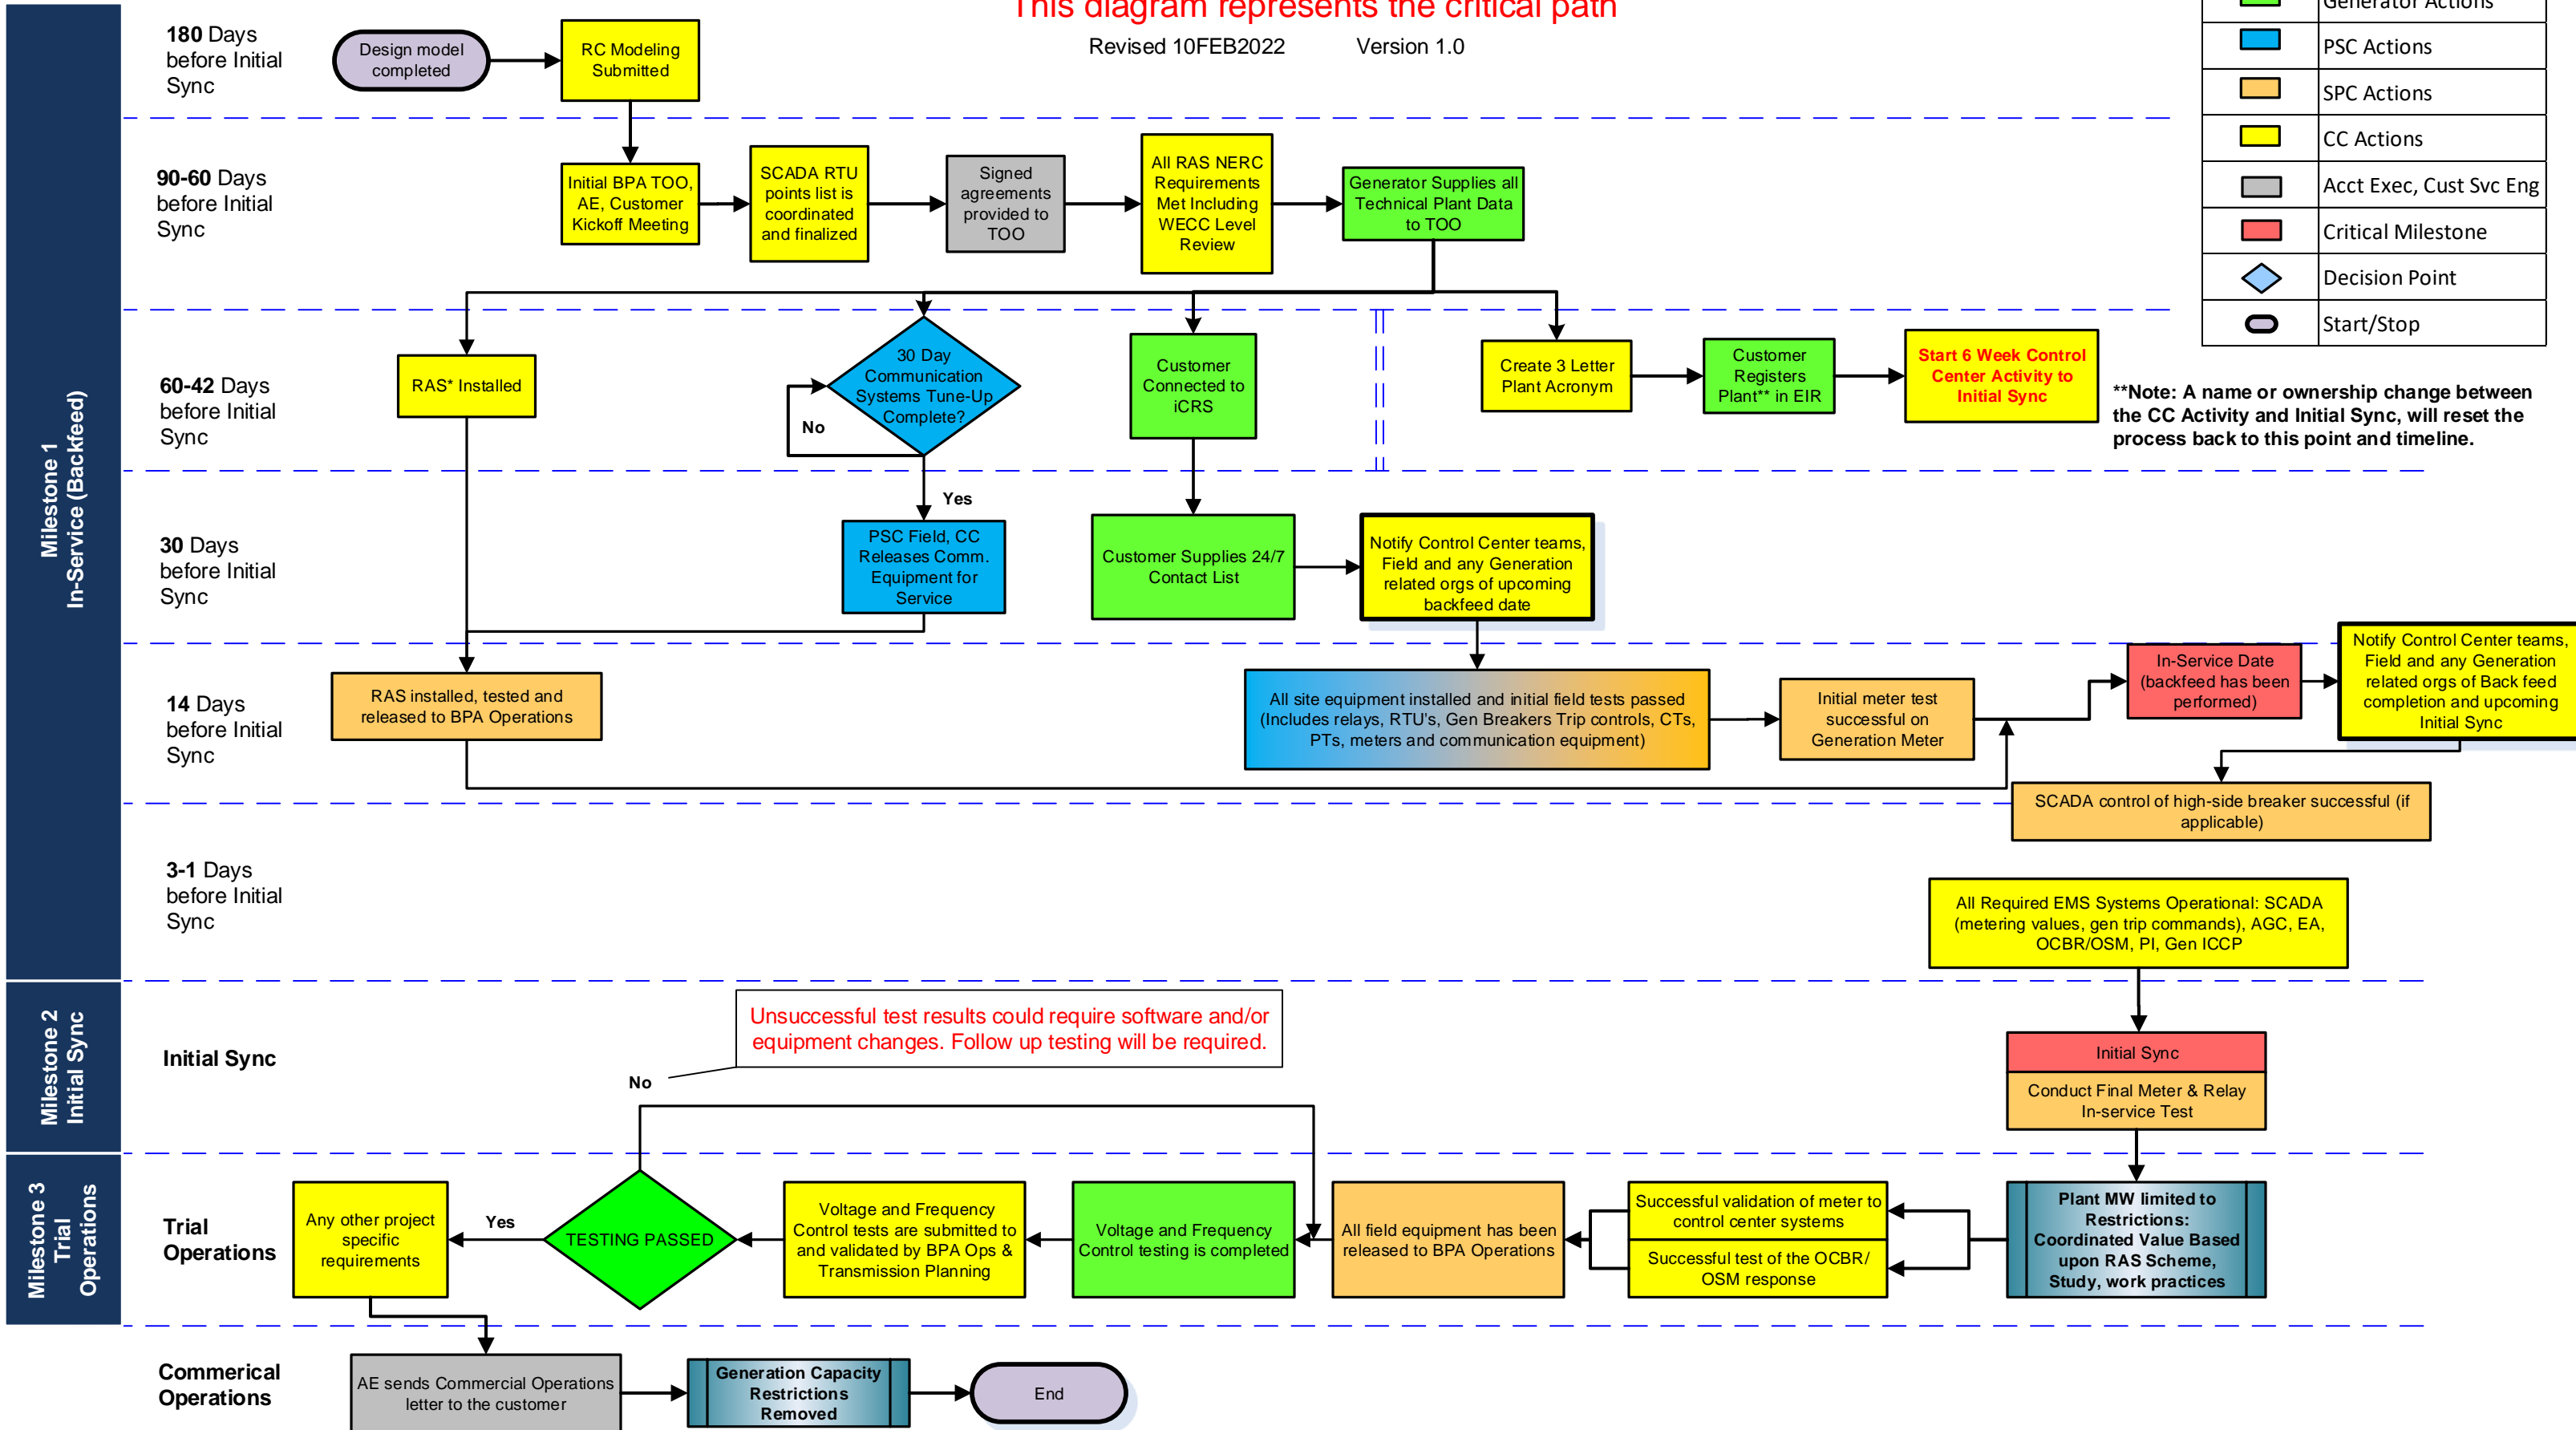 This diagram represents the critical path
Revised 10FEB2022 Version 1.0
Generator Actions
PSC Actions
SPC Actions
CC Actions
Acct Exec, Cust Svc Eng
Critical Milestone
Decision Point
Start/Stop
Milestone 1
In-Service (Backfeed)
180 Days
before Initial
Sync
Design model
completed
RC Modeling
Submitted
90-60 Days
before Initial
Sync
Initial BPA TOO,
AE, Customer
Kickoff Meeting
SCADA RTU
points list is
coordinated
and finalized
Signed
agreements
provided to
TOO
All RAS NERC
Requirements
Met Including
WECC Level
Review
Generator Supplies all
Technical Plant Data
to TOO
60-42 Days
before Initial
Sync
RAS* Installed
30 Day
Communication
Systems Tune-Up
Complete?
No
Yes
Customer
Connected to
iCRS
Create 3 Letter
Plant Acronym
Customer
Registers
Plant** in EIR
Start 6 Week Control
Center Activity to
Initial Sync
**Note: A name or ownership change between
the CC Activity and Initial Sync, will reset the
process back to this point and timeline.
30 Days
before Initial
Sync
PSC Field, CC
Releases Comm.
Equipment for
Service
Customer Supplies 24/7
Contact List
Notify Control Center teams,
Field and any Generation
related orgs of upcoming
backfeed date
14 Days
before Initial
Sync
RAS installed, tested and
released to BPA Operations
All site equipment installed and initial field tests passed
(Includes relays, RTU's, Gen Breakers Trip controls, CTs,
PTs, meters and communication equipment)
Initial meter test
successful on
Generation Meter
In-Service Date
(backfeed has been
performed)
Notify Control Center teams,
Field and any Generation
related orgs of Back feed
completion and upcoming
Initial Sync
SCADA control of high-side breaker successful (if
applicable)
3-1 Days
before Initial
Sync
All Required EMS Systems Operational: SCADA
(metering values, gen trip commands), AGC, EA,
OCBR/OSM, PI, Gen ICCP
Milestone 2
Initial Sync
Initial Sync
Unsuccessful test results could require software and/or
equipment changes. Follow up testing will be required.
No
Initial Sync
Conduct Final Meter & Relay
In-service Test
Milestone 3
Trial
Operations
Trial
Operations
Any other project
specific
requirements
Yes
TESTING PASSED
Voltage and Frequency
Control tests are submitted to
and validated by BPA Ops &
Transmission Planning
Voltage and Frequency
Control testing is completed
All field equipment has been
released to BPA Operations
Successful validation of meter to
control center systems
Successful test of the OCBR/
OSM response
Plant MW limited to
Restrictions:
Coordinated Value Based
upon RAS Scheme,
Study, work practices
Commerical
Operations
AE sends Commercial Operations
letter to the customer
Generation Capacity
Restrictions
Removed
End